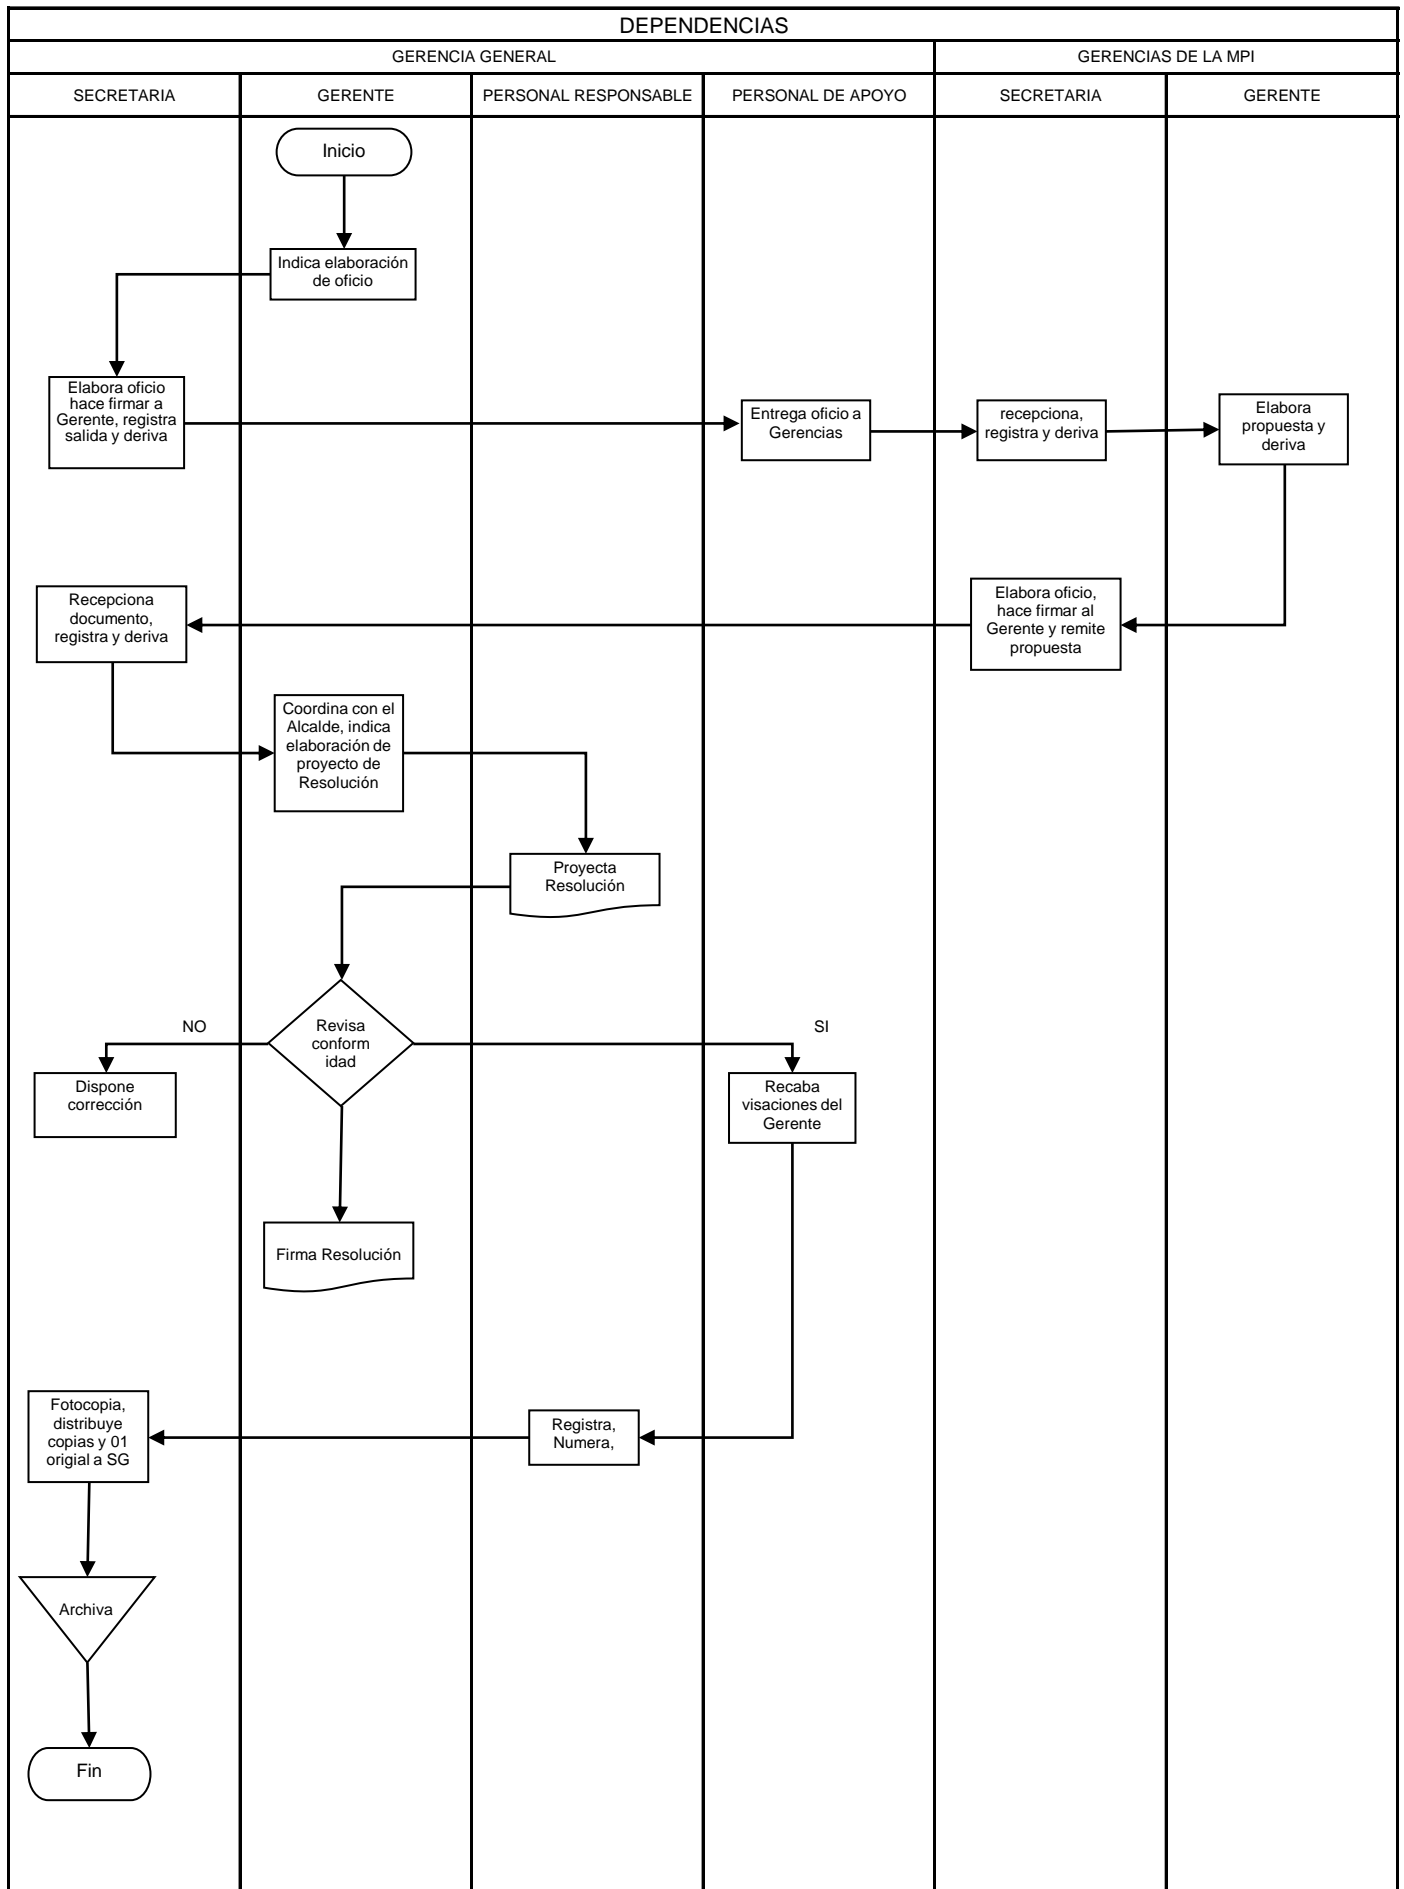 DEPENDENCIAS
GERENCIA GENERAL
GERENCIAS DE LA MPI
SECRETARIA
GERENTE
PERSONAL RESPONSABLE
PERSONAL DE APOYO
SECRETARIA
GERENTE
Inicio
Indica elaboración
de oficio
Elabora oficio
hace firmar a
Gerente, registra
salida y deriva
Entrega oficio a
Gerencias
recepciona,
registra y deriva
Elabora
propuesta y
deriva
Recepciona
documento,
registra y deriva
Elabora oficio,
hace firmar al
Gerente y remite
propuesta
Coordina con el
Alcalde, indica
elaboración de
proyecto de
Resolución
Proyecta
Resolución
NO
Revisa
conform
idad
SI
Dispone
corrección
Recaba
visaciones del
Gerente
Firma Resolución
Fotocopia,
distribuye
copias y 01
origial a SG
Registra,
Numera,
Archiva
Fin